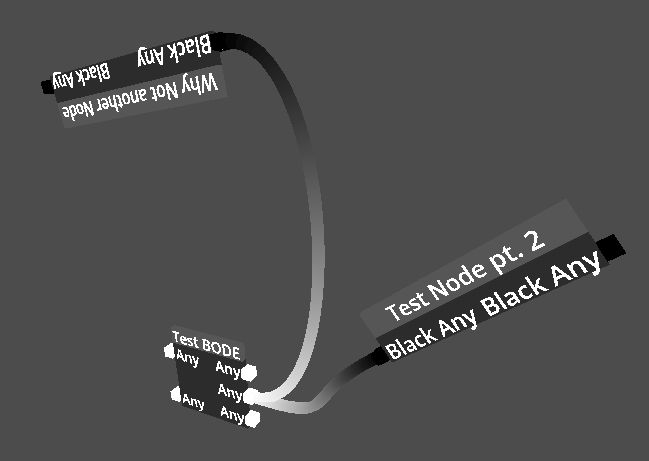 Black Any Black Any
Why Not another Node
Test Node pt. 2
Black Any Black Any
Test BODE
Any Any
Any
Any Any